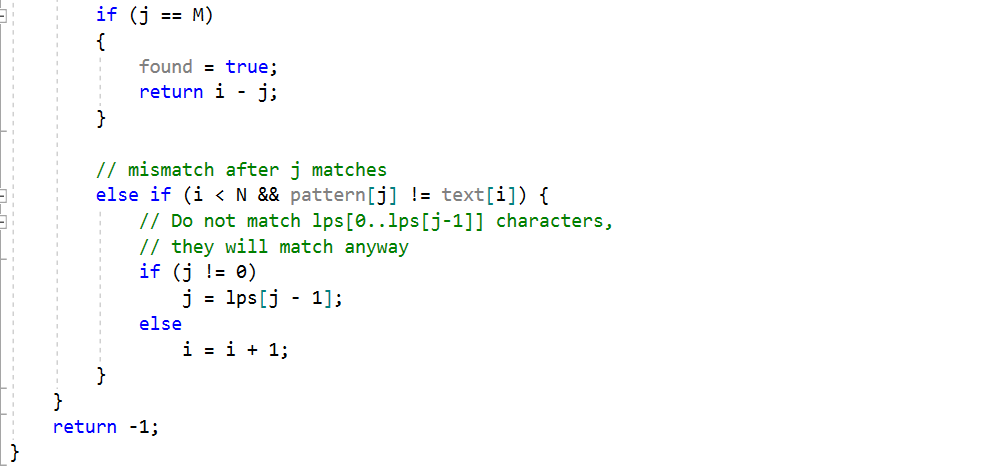 if (j == M)
{
found = true;
return i - j;
}
// mismatch after j matches
else if (i < N && pattern[j] != text[i]) {
// Do not match lps[0..lps[j-1]] characters,
// they will match anyway
if (j != 0)
j = lps[j - 1];
else
i = i + 1;
}
}
return -1;
}